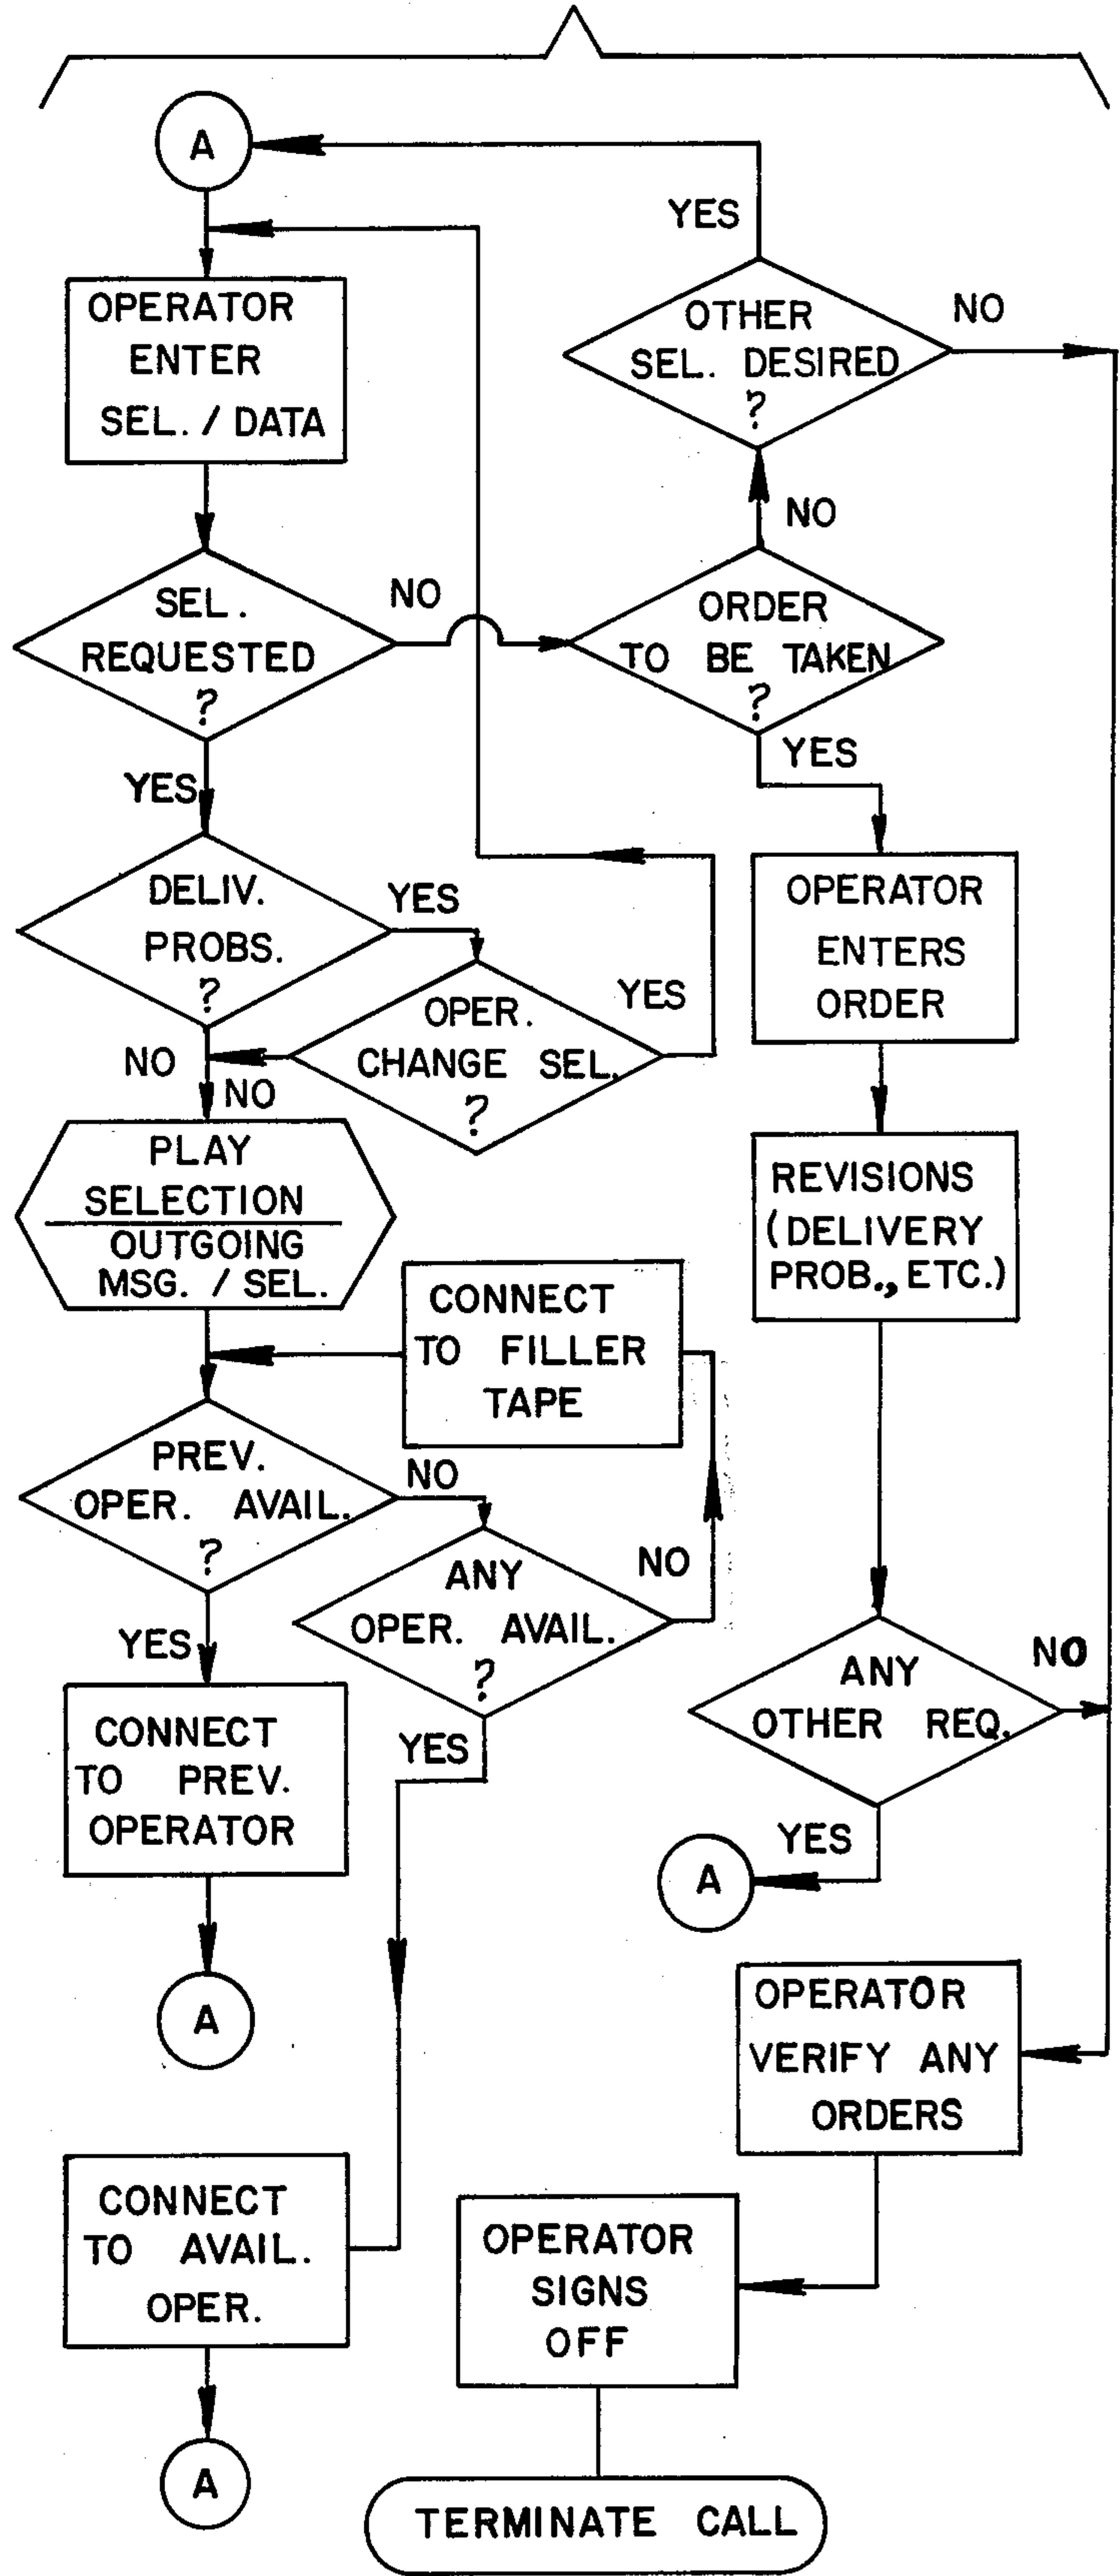 A
OPERATOR
ENTER
SEL. / DATA
SEL.
REQUESTED
?
NO
YES
DELIV.
PROBS.
?
YES
NO
OPER.
CHANGE SEL.
?
YES
NO
PLAY
SELECTION
OUTGOING
MSG. / SEL.
CONNECT
TO FILLER
TAPE
PREV.
OPER. AVAIL.
?
NO
YES
ANY
OPER. AVAIL.
?
NO
YES
CONNECT
TO PREV.
OPERATOR
A
CONNECT
TO AVAIL.
OPER.
A
YES
OTHER
SEL. DESIRED
?
NO
NO
ORDER
TO BE TAKEN
?
YES
OPERATOR
ENTERS
ORDER
REVISIONS
(DELIVERY
PROB., ETC.)
ANY
OTHER REQ.
NO
YES
A
OPERATOR
VERIFY ANY
ORDERS
OPERATOR
SIGNS
OFF
TERMINATE CALL